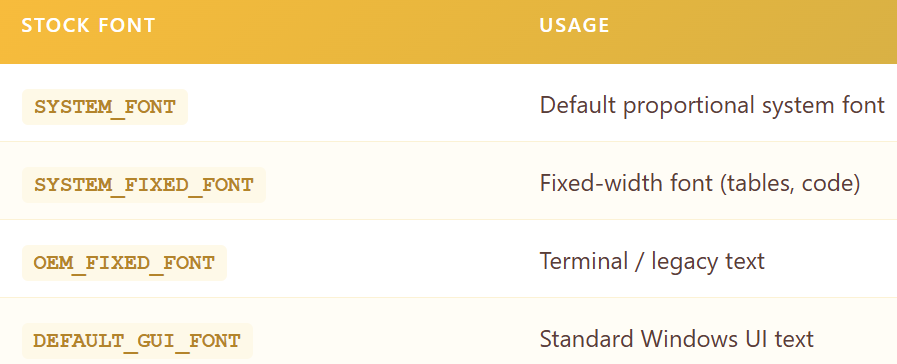 STOCK FONT USAGE
SYSTEM_FONT Default proportional system font
SYSTEM_FIXED_FONT Fixed-width font (tables, code)
OEM_FIXED_FONT Terminal / legacy text
DEFAULT_GUI_FONT Standard Windows UI text